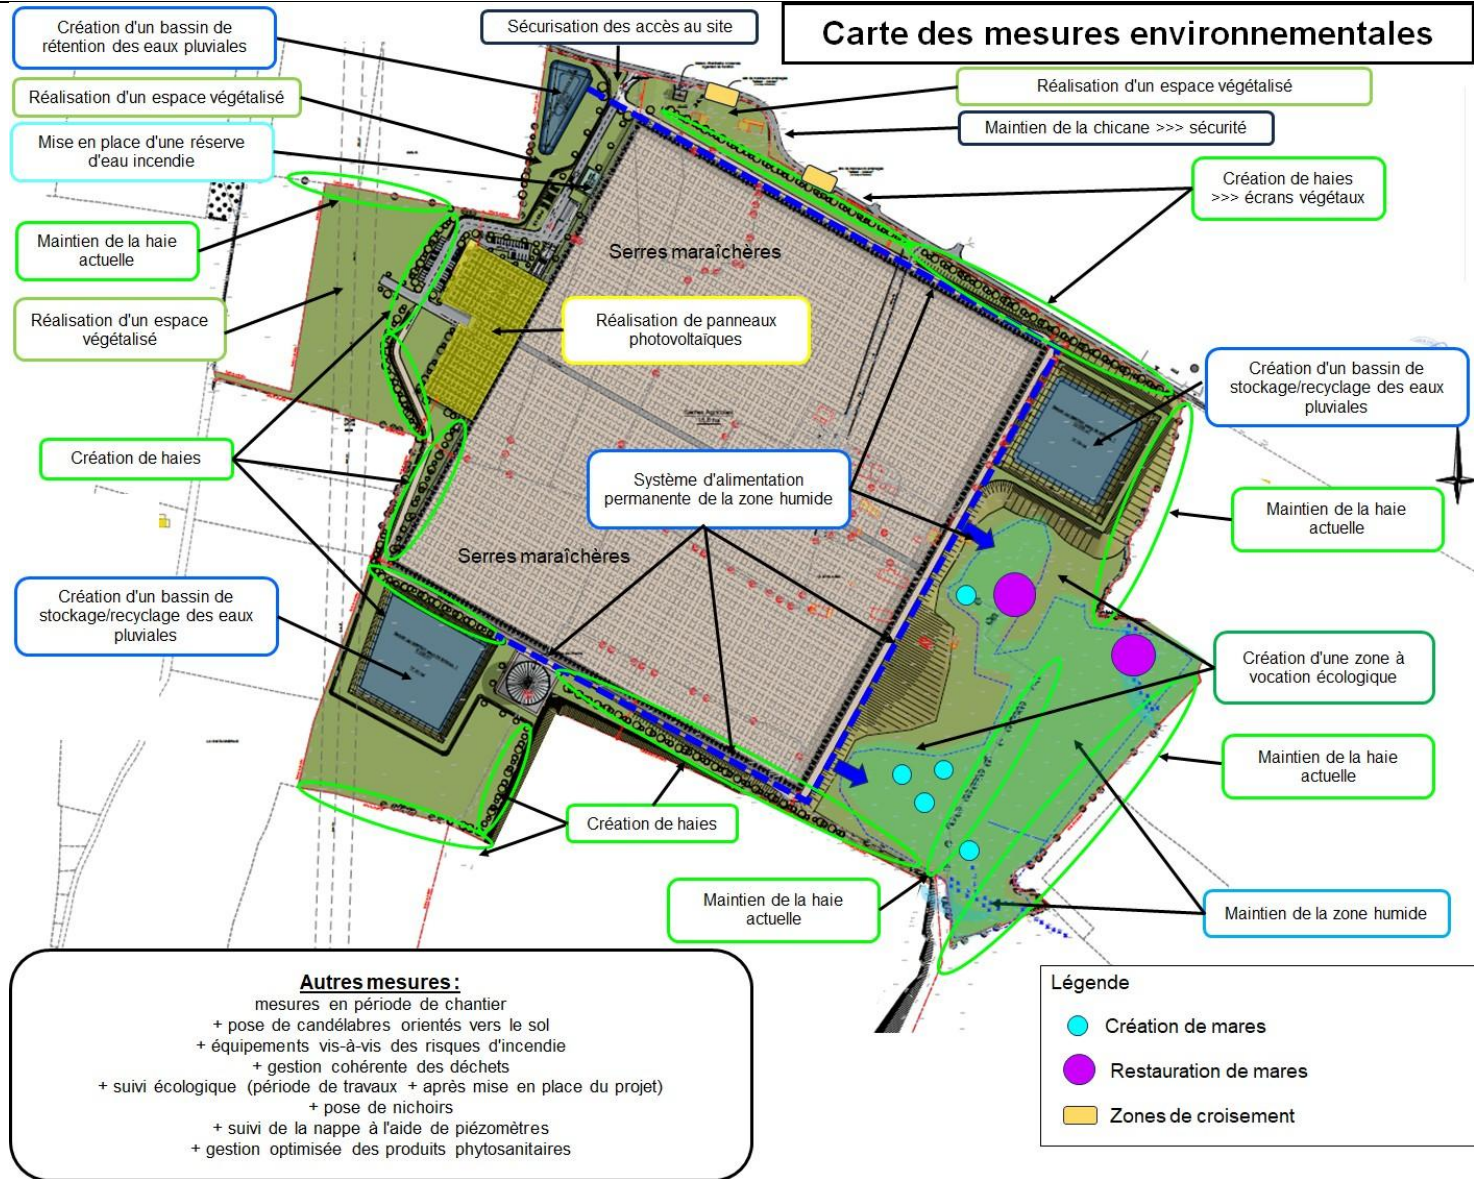 Carte des mesures environnementales
Création d'un bassin de
rétention des eaux pluviales
Sécurisation des accès au site
Réalisation d'un espace végétalisé
Réalisation d'un espace végétalisé
Mise en place d'une réserve
d'eau incendie
Maintien de la chicane >>> sécurité
Création de haies
>>> écrans végétaux
Maintien de la haie
actuelle
Serres maraîchères
Réalisation d'un espace
végétalisé
Réalisation de panneaux
photovoltaïques
Création d'un bassin de
stockage/recyclage des eaux
pluviales
Serres Agricoles
Création de haies
Système d'alimentation
permanente de la zone humide
Maintien de la haie
actuelle
Serres maraîchères
Création d'un bassin de
stockage/recyclage des eaux
pluviales
Création d'une zone à
vocation écologique
Maintien de la haie
actuelle
Création de haies
Maintien de la haie
actuelle
Maintien de la zone humide
Autres mesures :
mesures en période de chantier
+ pose de candélabres orientés vers le sol
+ équipements vis-à-vis des risques d'incendie
+ gestion cohérente des déchets
+ suivi écologique (période de travaux + après mise en place du projet)
+ pose de nichoirs
+ suivi de la nappe à l'aide de piézomètres
+ gestion optimisée des produits phytosanitaires
Légende
Création de mares
Restauration de mares
Zones de croisement